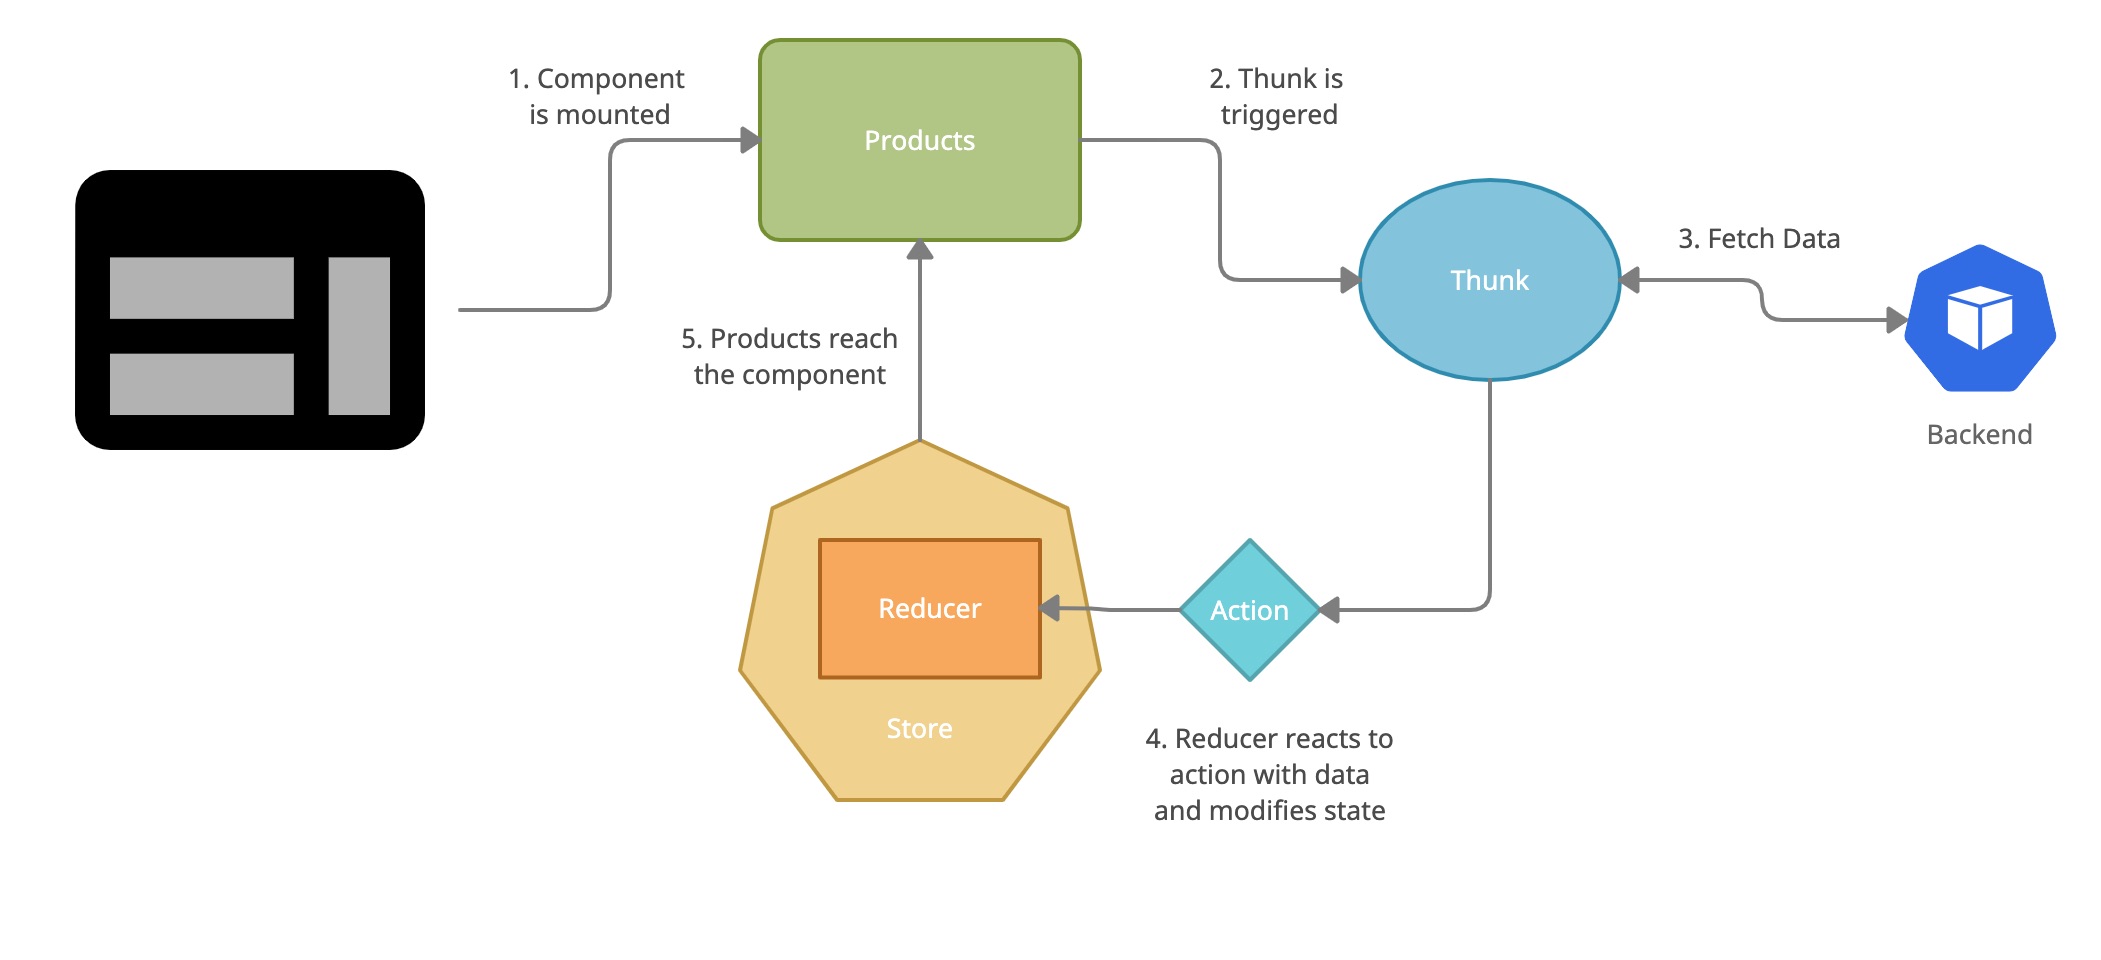 1. Component
is mounted
Products
2. Thunk is
triggered
Thunk
3. Fetch Data
Backend
5. Products reach
the component
Reducer
Store
Action
4. Reducer reacts to
action with data
and modifies state